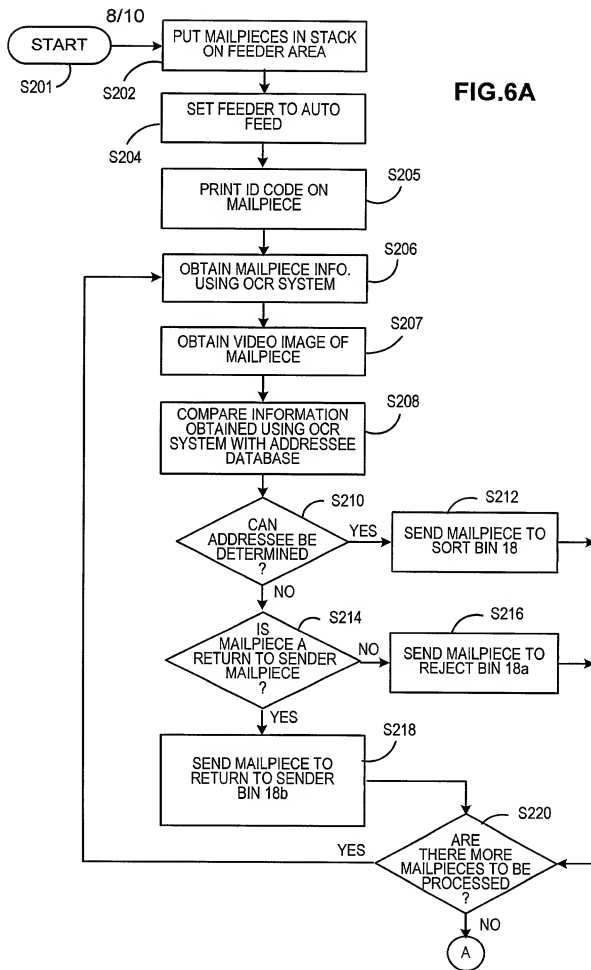 8/10
START
S201
PUT MAILPIECES IN STACK
ON FEEDER AREA
S202
FIG.6A
SET FEEDER TO AUTO
FEED
S204
PRINT ID CODE ON
MAILPIECE
S205
OBTAIN MAILPIECE INFO.
USING OCR SYSTEM
S206
OBTAIN VIDEO IMAGE OF
MAILPIECE
S207
COMPARE INFORMATION
OBTAINED USING OCR
SYSTEM WITH ADDRESSEE
DATABASE
S208
CAN
ADDRESSEE BE
DETERMINED
?
S210
YES
SEND MAILPIECE TO
SORT BIN 18
S212
NO
IS
MAILPIECE A
RETURN TO SENDER
MAILPIECE
?
S214
NO
SEND MAILPIECE TO
REJECT BIN 18a
S216
YES
SEND MAILPIECE TO
RETURN TO SENDER
BIN 18b
S218
ARE
THERE MORE
MAILPIECES TO BE
PROCESSED
?
S220
YES
NO
A